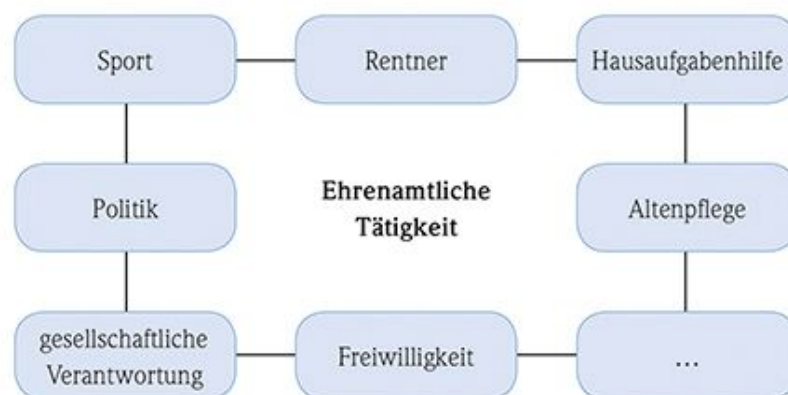 Sport
Rentner
Hausaufgabenhilfe
Politik
Ehrenamtliche
Tätigkeit
Altenpflege
gesellschaftliche
Verantwortung
Freiwilligkeit
...